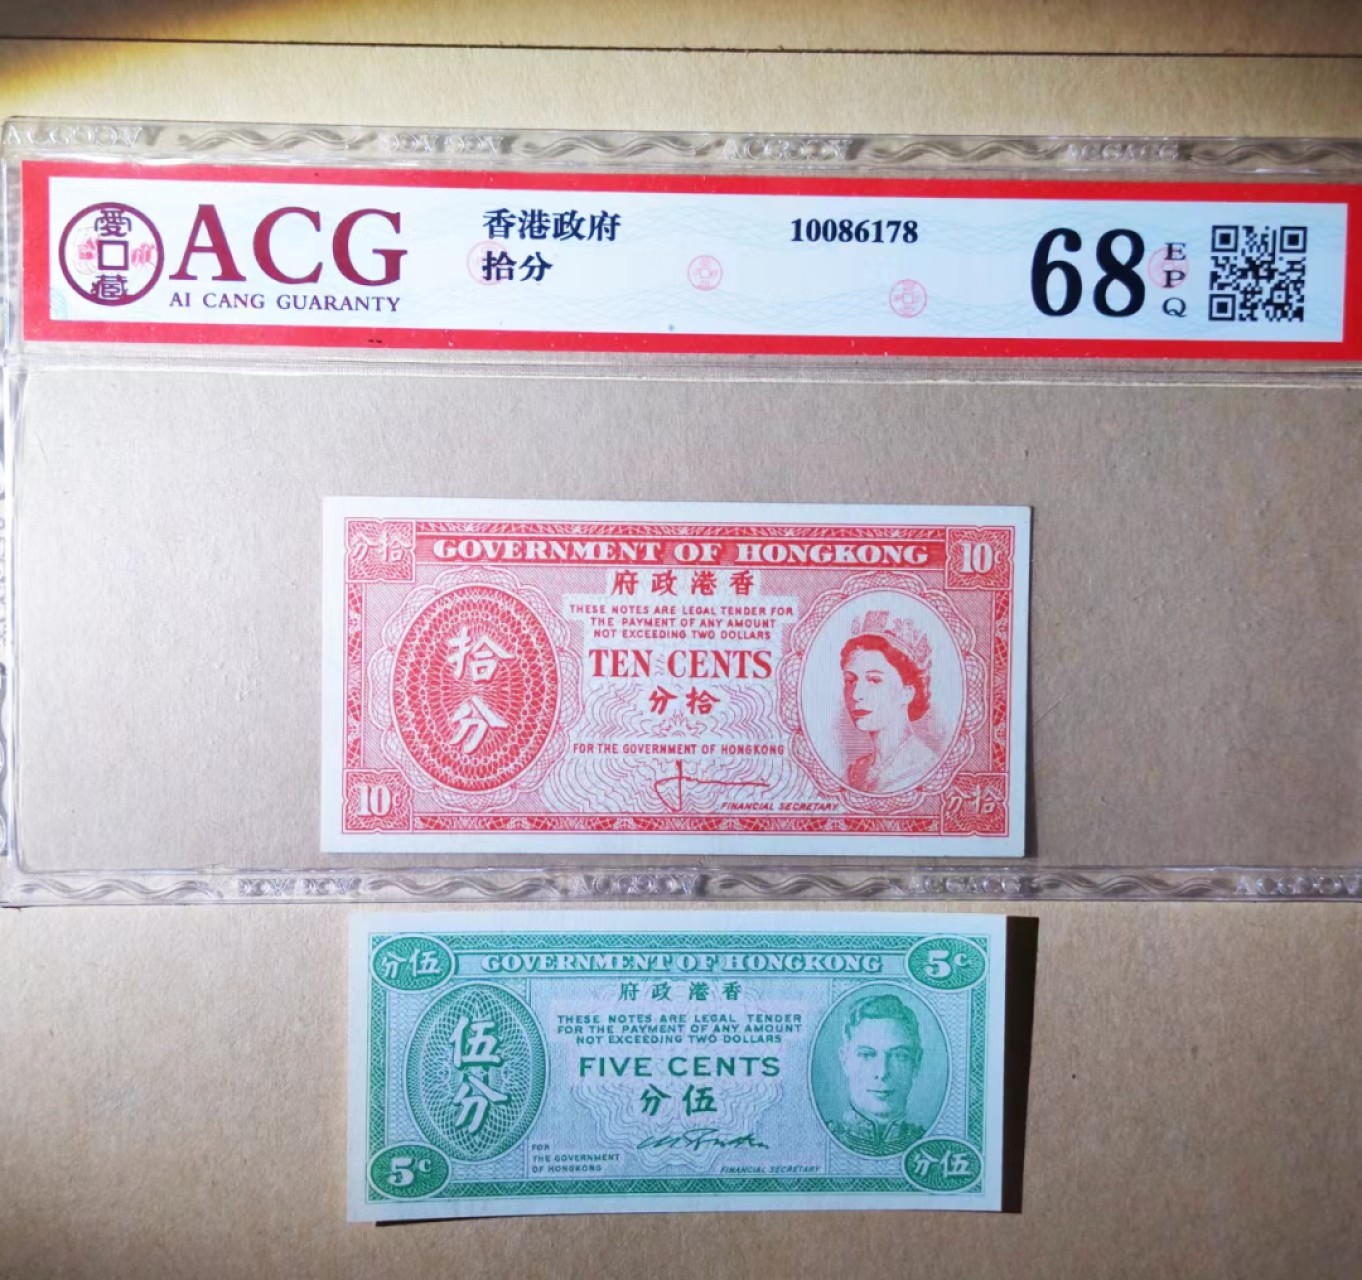 愛藏
ACG
AI CANG GUARANTY
香港政府
拾分
10086178
68
EPQ
分拾
GOVERNMENT OF HONGKONG
10¢
府政港香
THESE NOTES ARE LEGAL TENDER FOR
THE PAYMENT OF ANY AMOUNT
NOT EXCEEDING TWO DOLLARS
拾分
TEN CENTS
分拾
FOR THE GOVERNMENT OF HONGKONG
10¢
FINANCIAL SECRETARY
分拾
分伍
GOVERNMENT OF HONGKONG
5¢
府政港香
THESE NOTES ARE LEGAL TENDER
FOR THE PAYMENT OF ANY AMOUNT
NOT EXCEEDING TWO DOLLARS
伍分
FIVE CENTS
分伍
FOR
THE GOVERNMENT
OF HONGKONG
5¢
FINANCIAL SECRETARY
分伍